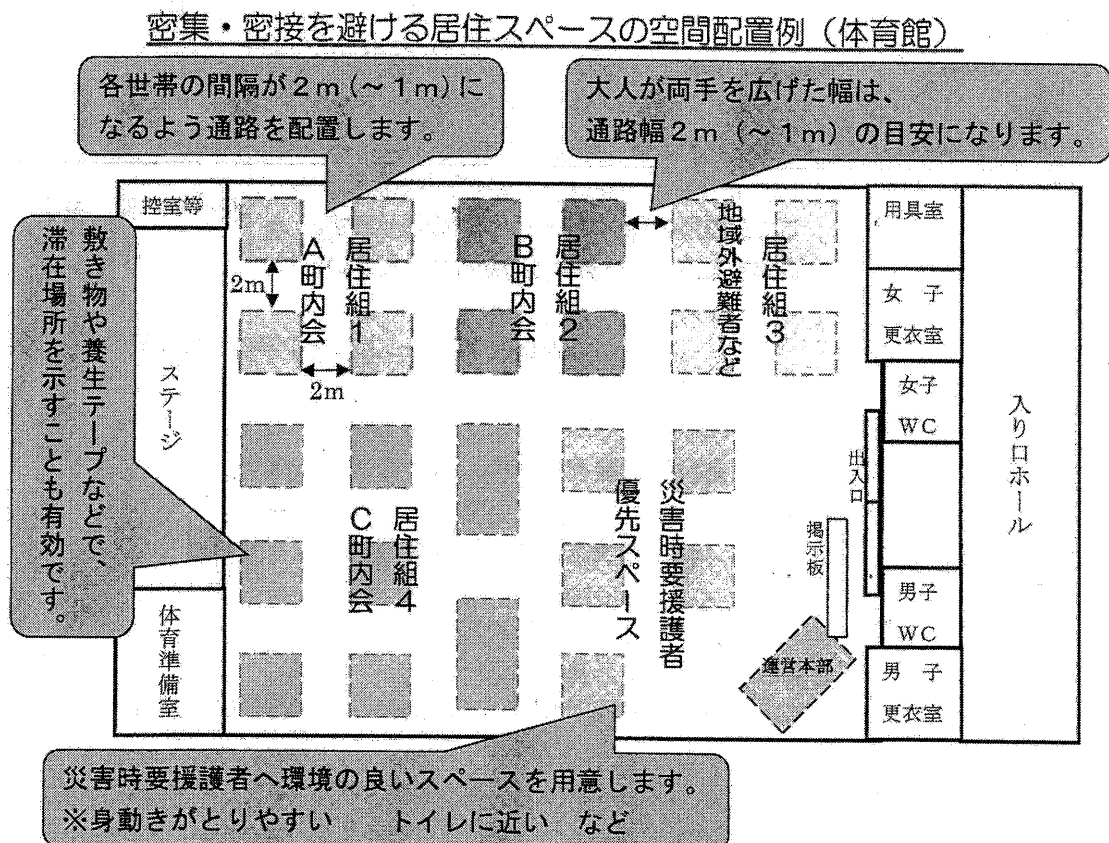 密集・密接を避ける居住スペースの空間配置例（体育館）
各世帯の間隔が２ｍ（～１ｍ）に
なるよう通路を配置します。
大人が両手を広げた幅は、
通路幅２ｍ（～１ｍ）の目安になります。
敷き物や養生テープなどで、
滞在場所を示すことも有効です。
控室等
ステージ
体育準備室
居住組１
Ａ町内会
2m
2m
居住組２
Ｂ町内会
居住組３
地域外避難者など
居住組４
Ｃ町内会
災害時要援護者
優先スペース
用具室
女 子
更衣室
女子
WC
出入口
掲示板
男子
WC
運営本部
男 子
更衣室
入り口ホール
災害時要援護者へ環境の良いスペースを用意します。
※身動きがとりやすい　トイレに近い　など